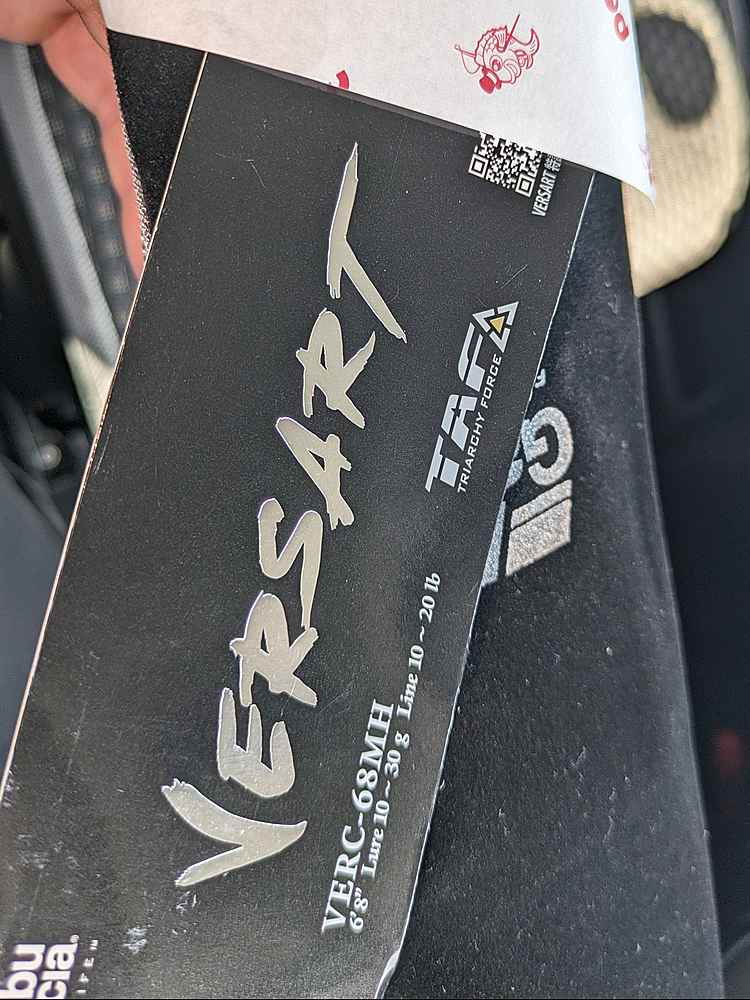 VERSART
TAF
TRIARCHY FORCE
VERC-68MH
6'8" Lure 10 ~ 30 g Line 10 ~ 20 lb
VERSART